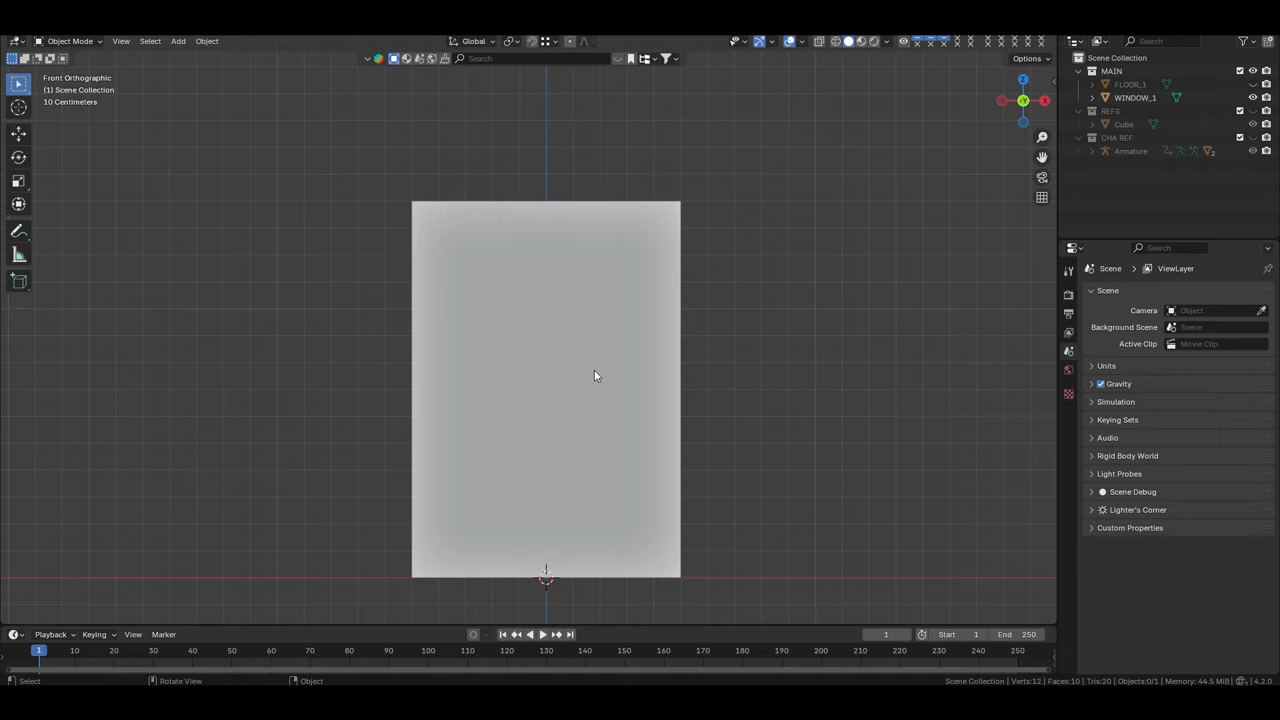 Object Mode View Select Add Object Global Search
Search Options
Front Orthographic
(1) Scene Collection
10 Centimeters
Z
-Y
X
Scene Collection
MAIN
FLOOR_1
WINDOW_1
REFS
Cube
CHA REF
Armature 2
Search
Scene ViewLayer
Scene
Camera Object
Background Scene Scene
Active Clip Movie Clip
Units
Gravity
Simulation
Keying Sets
Audio
Rigid Body World
Light Probes
Scene Debug
Lighter's Corner
Custom Properties
Playback Keying View Marker 1 Start 1 End 250
1 10 20 30 40 50 60 70 80 90 100 110 120 130 140 150 160 170 180 190 200 210 220 230 240 250
Select Rotate View Object Scene Collection | Verts:12 | Faces:10 | Tris:20 | Objects:0/1 | Memory: 44.5 MiB | 4.2.0